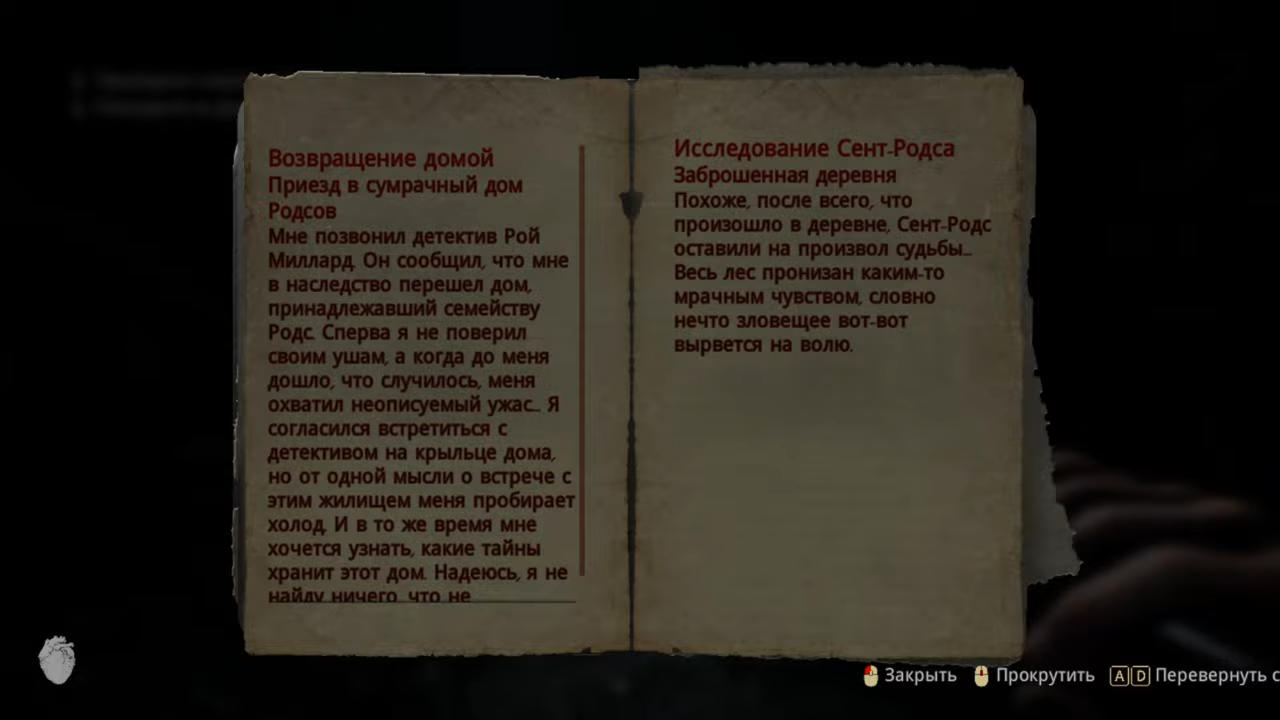 Возвращение домой
Приезд в сумрачный дом
Родсов
Мне позвонил детектив Рой
Миллард. Он сообщил, что мне
в наследство перешел дом,
принадлежавший семейству
Родс. Сперва я не поверил
своим ушам, а когда до меня
дошло, что случилось, меня
охватил неописуемый ужас... Я
согласился встретиться с
детективом на крыльце дома,
но от одной мысли о встрече с
этим жилищем меня пробирает
холод. И в то же время мне
хочется узнать, какие тайны
хранит этот дом. Надеюсь, я не
найду ничего, что не
Исследование Сент-Родса
Заброшенная деревня
Похоже, после всего, что
произошло в деревне, Сент-Родс
оставили на произвол судьбы...
Весь лес пронизан каким-то
мрачным чувством, словно
нечто зловещее вот-вот
вырвется на волю.
Закрыть Прокрутить A D Перевернуть с